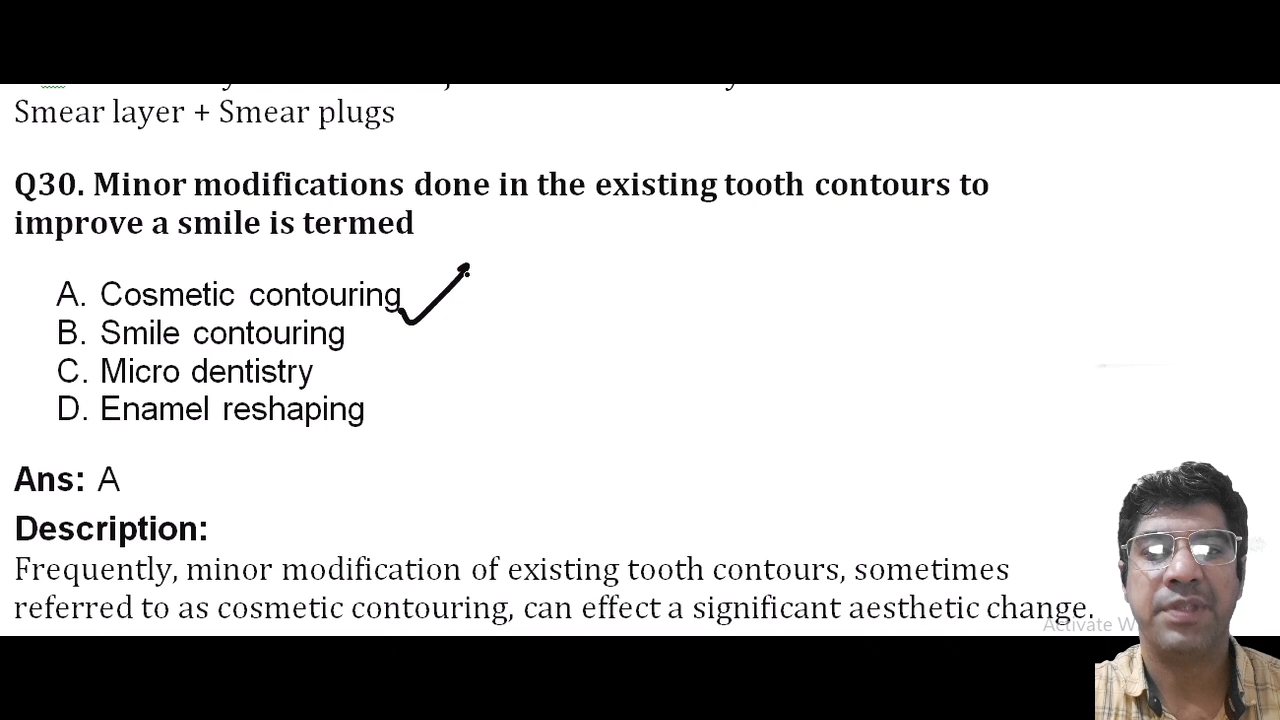 Smear layer + Smear plugs
Q30. Minor modifications done in the existing tooth contours to
improve a smile is termed
A. Cosmetic contouring
B. Smile contouring
C. Micro dentistry
D. Enamel reshaping
Ans: A
Description:
Frequently, minor modification of existing tooth contours, sometimes
referred to as cosmetic contouring, can effect a significant aesthetic change.
Activate